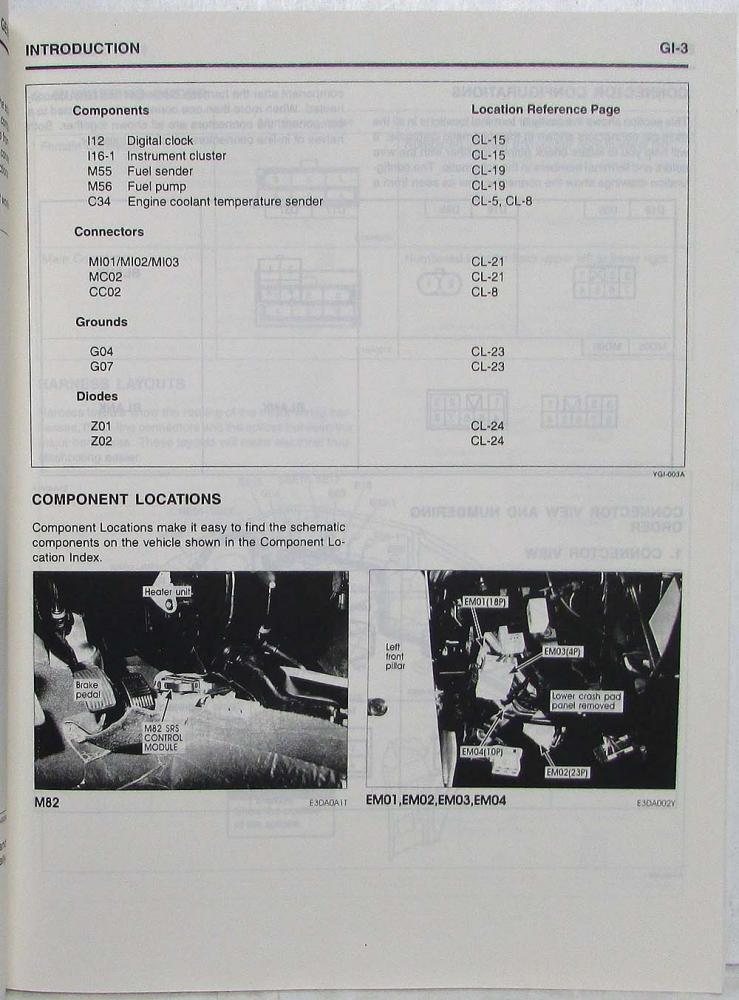 INTRODUCTION GI-3
Components Location Reference Page
I12 Digital clock CL-15
I16-1 Instrument cluster CL-15
M55 Fuel sender CL-19
M56 Fuel pump CL-19
C34 Engine coolant temperature sender CL-5, CL-8
Connectors
MI01/MI02/MI03 CL-21
MC02 CL-21
CC02 CL-8
Grounds
G04 CL-23
G07 CL-23
Diodes
Z01 CL-24
Z02 CL-24
YGI-003A
COMPONENT LOCATIONS
Component Locations make it easy to find the schematic
components on the vehicle shown in the Component Lo-
cation Index.
Heater unit
Brake
pedal
M82 SRS
CONTROL
MODULE
M82 E3DA0A1T
EM01(18P)
Left
front
pillar
EM03(4P)
Lower crash pad
panel removed
EM04(10P)
EM02(23P)
EM01,EM02,EM03,EM04 E3DA002Y